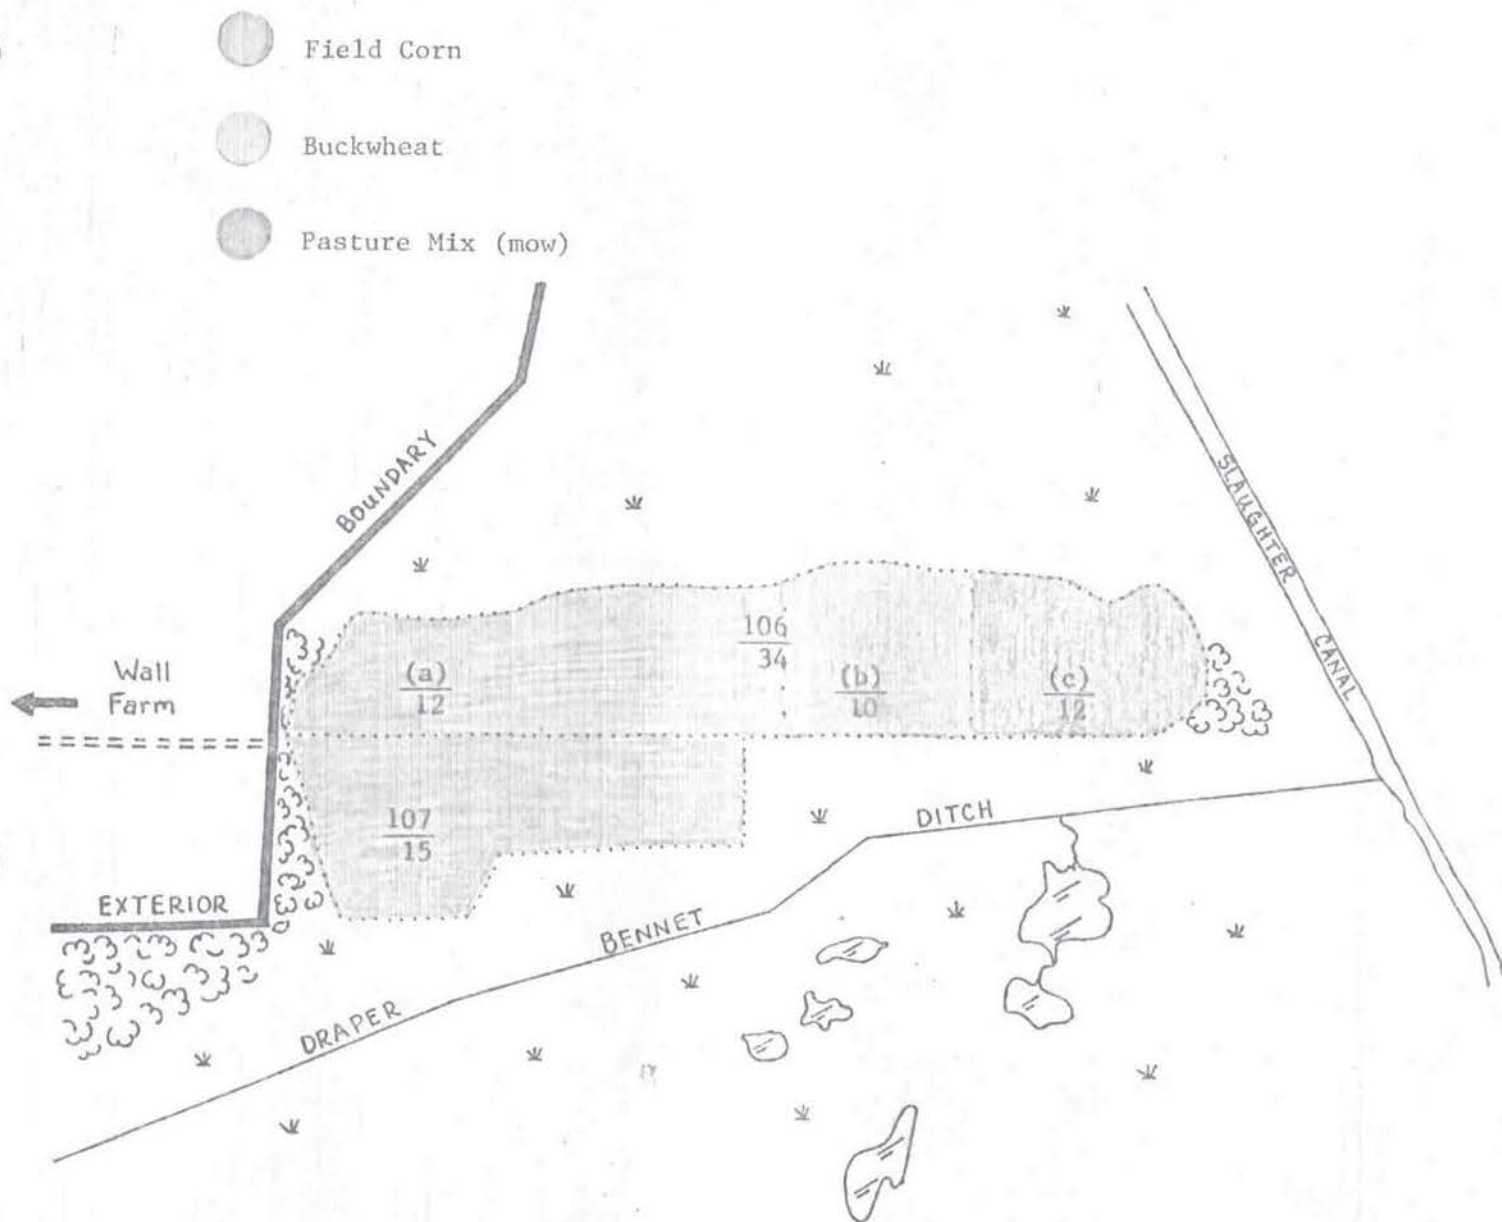 Field Corn
Buckwheat
Pasture Mix (mow)
BOUNDARY
SLAUGHTER CANAL
Wall
Farm
106
34
(a)
12
(b)
10
(c)
12
107
15
EXTERIOR
DRAPER BENNET DITCH